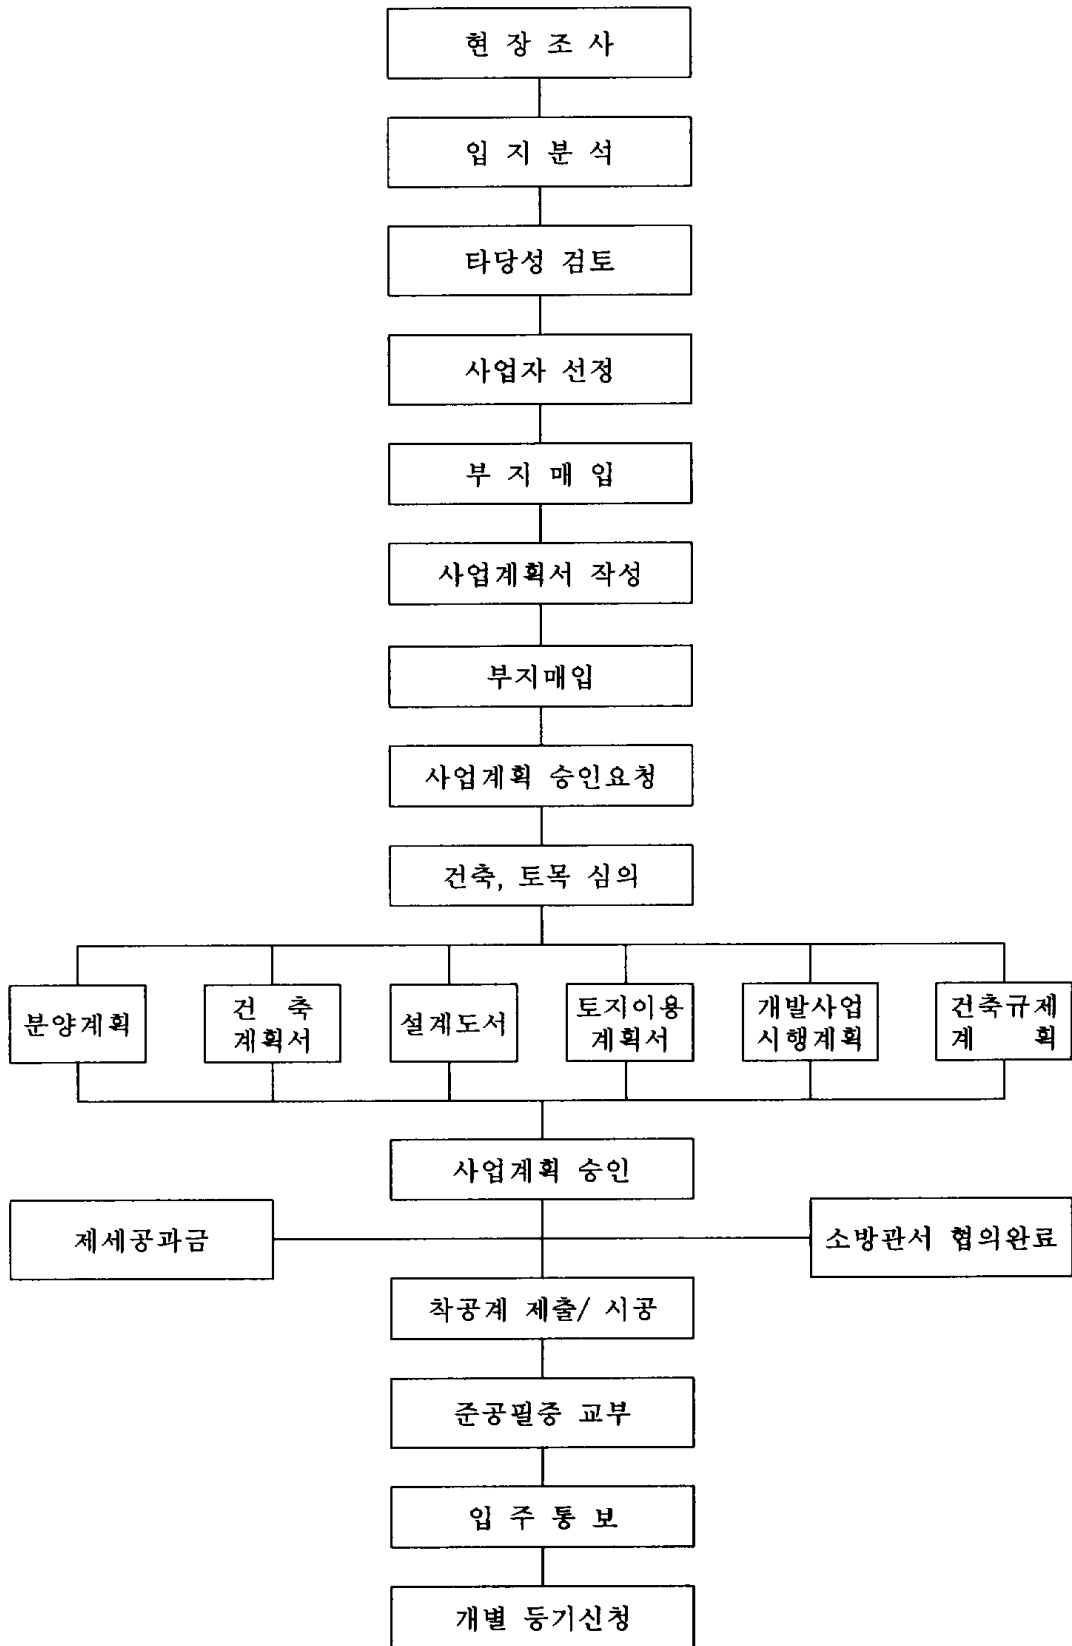 현 장 조 사
입 지 분 석
타당성 검토
사업자 선정
부 지 매 입
사업계획서 작성
부지매입
사업계획 승인요청
건축, 토목 심의
분양계획
건 축
계획서
설계도서
토지이용
계획서
개발사업
시행계획
건축규제
계 획
사업계획 승인
제세공과금
소방관서 협의완료
착공계 제출/ 시공
준공필증 교부
입 주 통 보
개별 등기신청